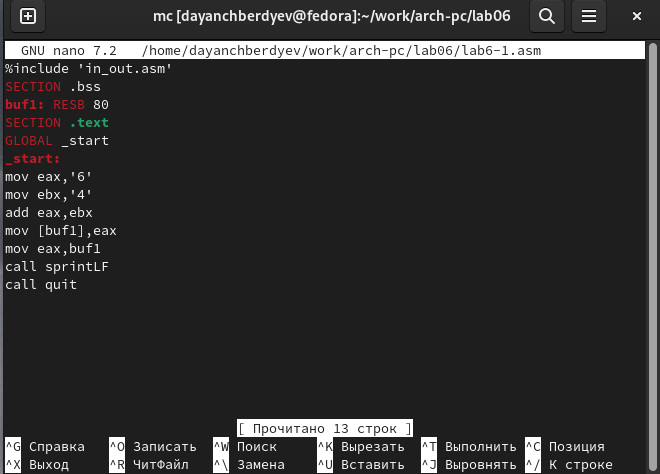 mc [dayanchberdyev@fedora]:~/work/arch-pc/lab06
GNU nano 7.2 /home/dayanchberdyev/work/arch-pc/lab06/lab6-1.asm
%include 'in_out.asm'
SECTION .bss
buf1: RESB 80
SECTION .text
GLOBAL _start
_start:
mov eax,'6'
mov ebx,'4'
add eax,ebx
mov [buf1],eax
mov eax,buf1
call sprintLF
call quit
[ Прочитано 13 строк ]
^G Справка ^O Записать ^W Поиск ^K Вырезать ^T Выполнить ^C Позиция
^X Выход ^R ЧитФайл ^\ Замена ^U Вставить ^J Выровнять ^/ К строке